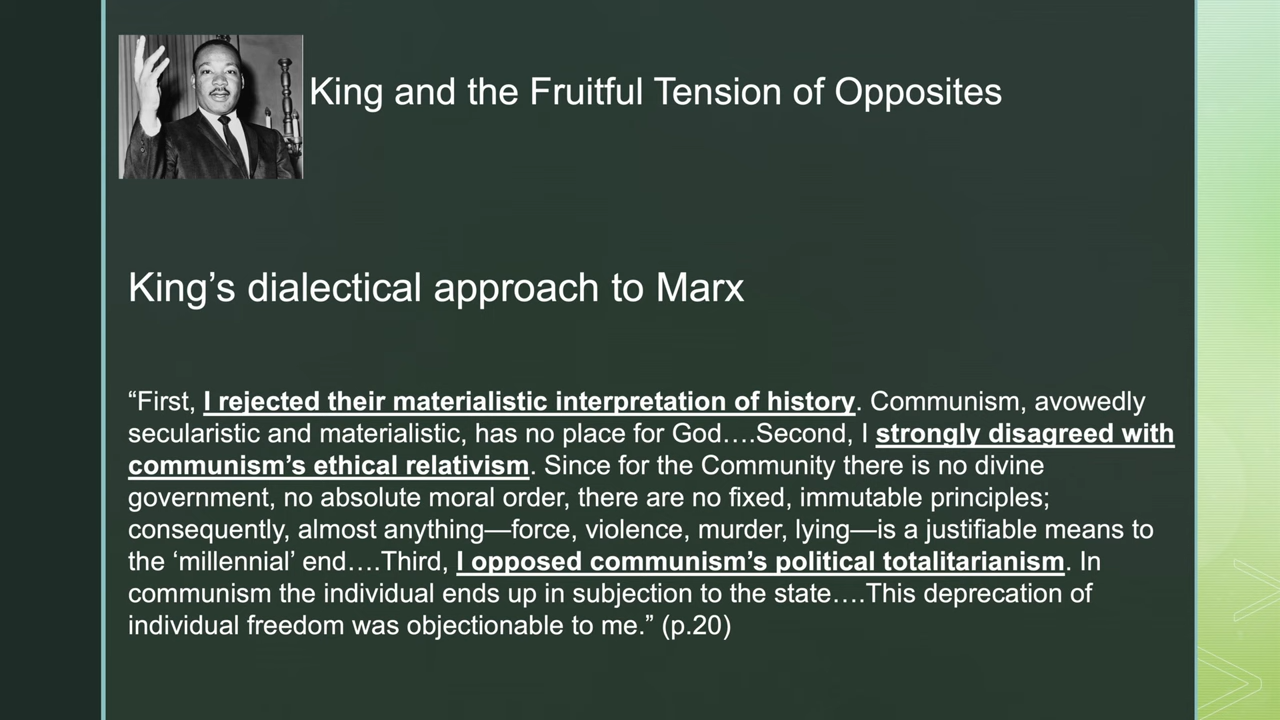 King and the Fruitful Tension of Opposites
King’s dialectical approach to Marx
“First, I rejected their materialistic interpretation of history. Communism, avowedly
secularistic and materialistic, has no place for God….Second, I strongly disagreed with
communism’s ethical relativism. Since for the Community there is no divine
government, no absolute moral order, there are no fixed, immutable principles;
consequently, almost anything—force, violence, murder, lying—is a justifiable means to
the ‘millennial’ end….Third, I opposed communism’s political totalitarianism. In
communism the individual ends up in subjection to the state….This deprecation of
individual freedom was objectionable to me.” (p.20)